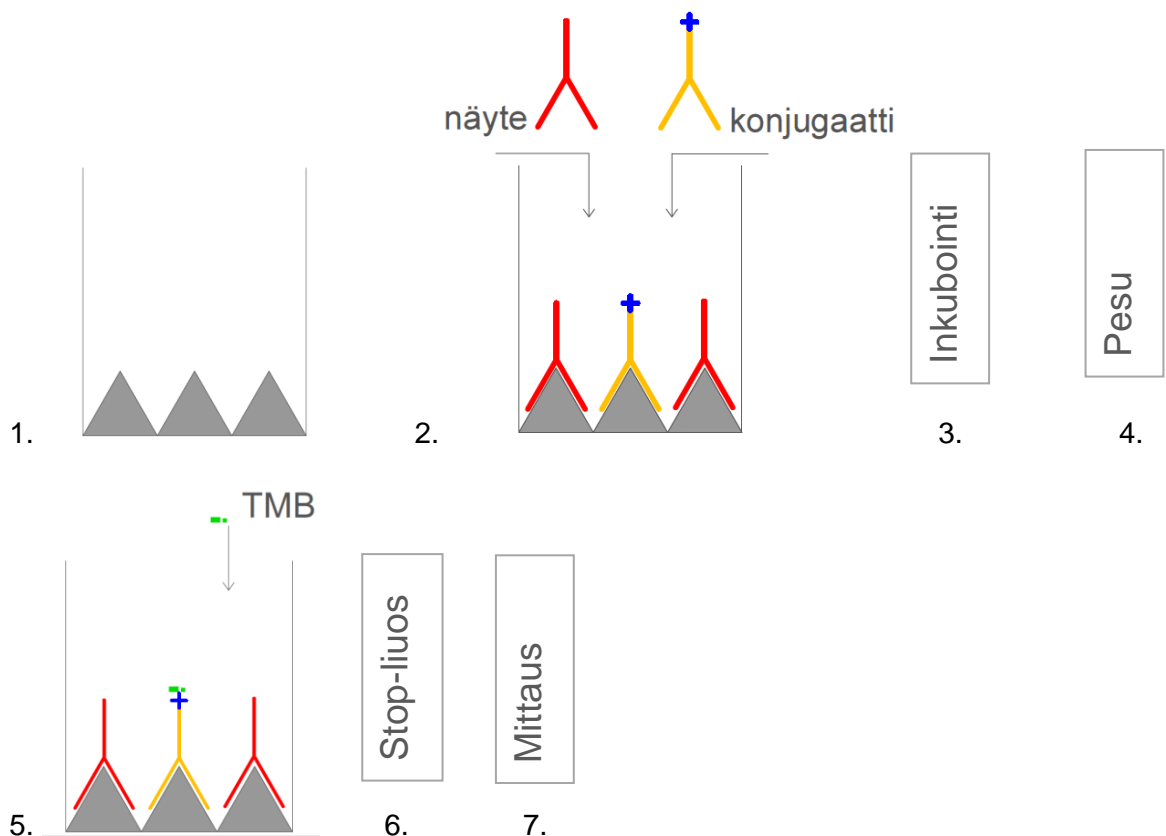 näyte
konjugaatti
Inkubointi
Pesu
1.
2.
3.
4.
TMB
Stop-liuos
Mittaus
5.
6.
7.